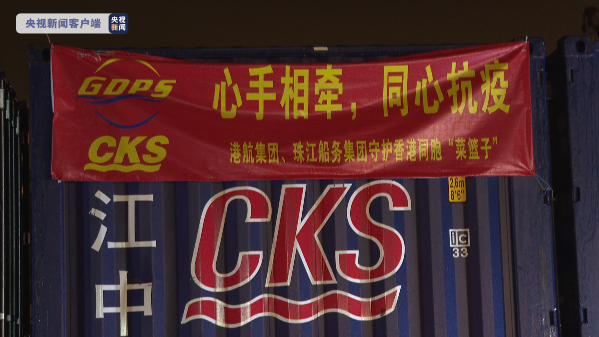 央视新闻客户端 央视新闻
GDPS
心手相牵，同心抗疫
CKS
港航集团、珠江船务集团守护香港同胞“菜篮子”
2,6m
8'6"
江
中
CKS
ic
33